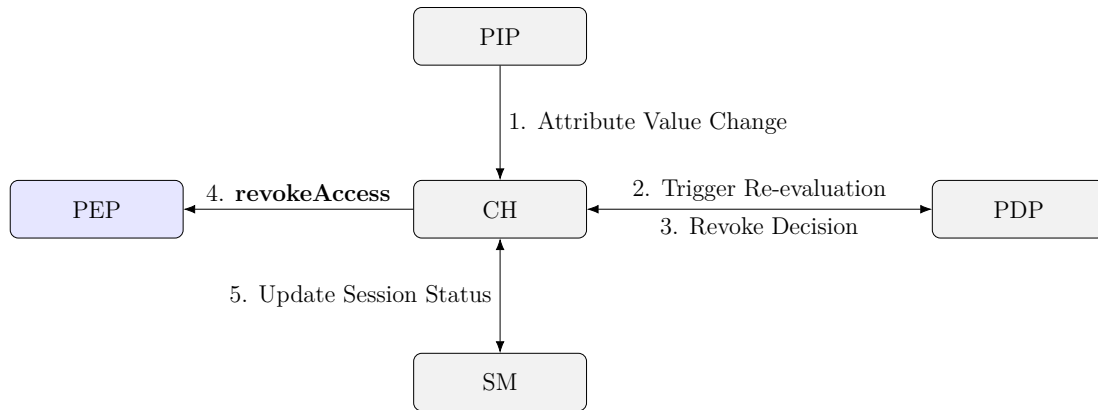 PIP
1. Attribute Value Change
PEP
4. revokeAccess
CH
2. Trigger Re-evaluation
3. Revoke Decision
PDP
5. Update Session Status
SM